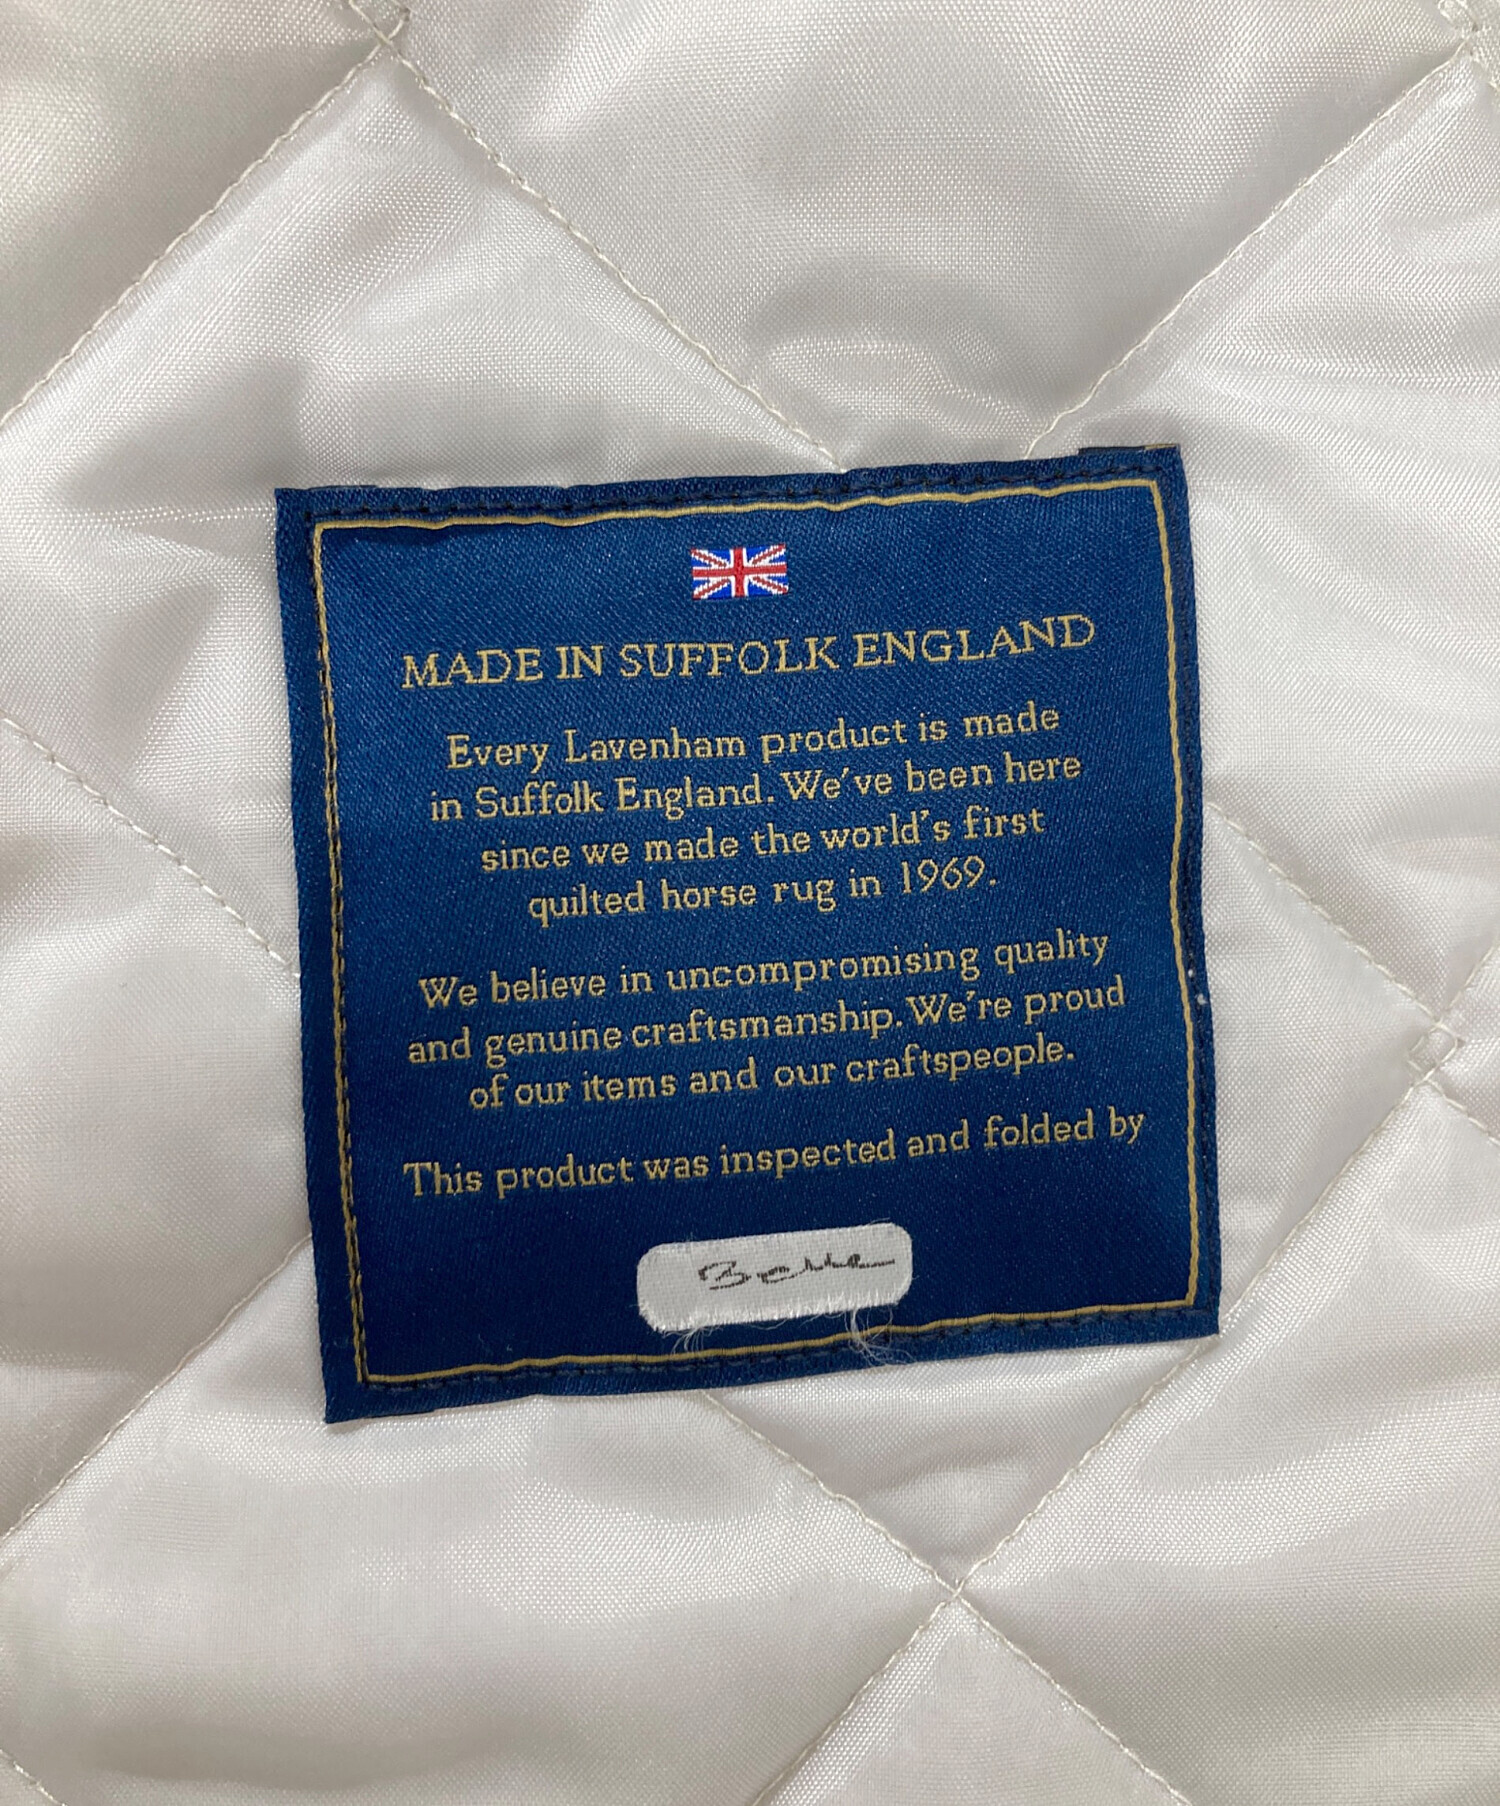 MADE IN SUFFOLK ENGLAND
Every Lavenham product is made
in Suffolk England. We've been here
since we made the world's first
quilted horse rug in 1969.
We believe in uncompromising quality
and genuine craftsmanship. We're proud
of our items and our craftspeople.
This product was inspected and folded by